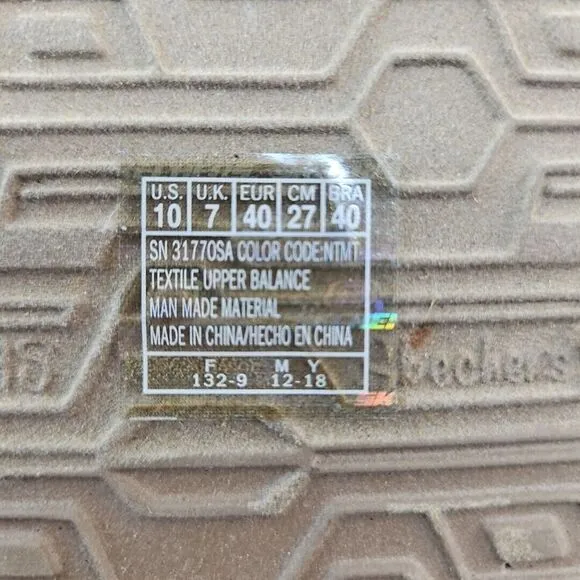 U.S. U.K. EUR CM BRA
10 7 40 27 40
SN 31770SA COLOR CODE:NTMT
TEXTILE UPPER BALANCE
MAN MADE MATERIAL
MADE IN CHINA/HECHO EN CHINA
F M Y
132-9 12-18
Skechers
SK